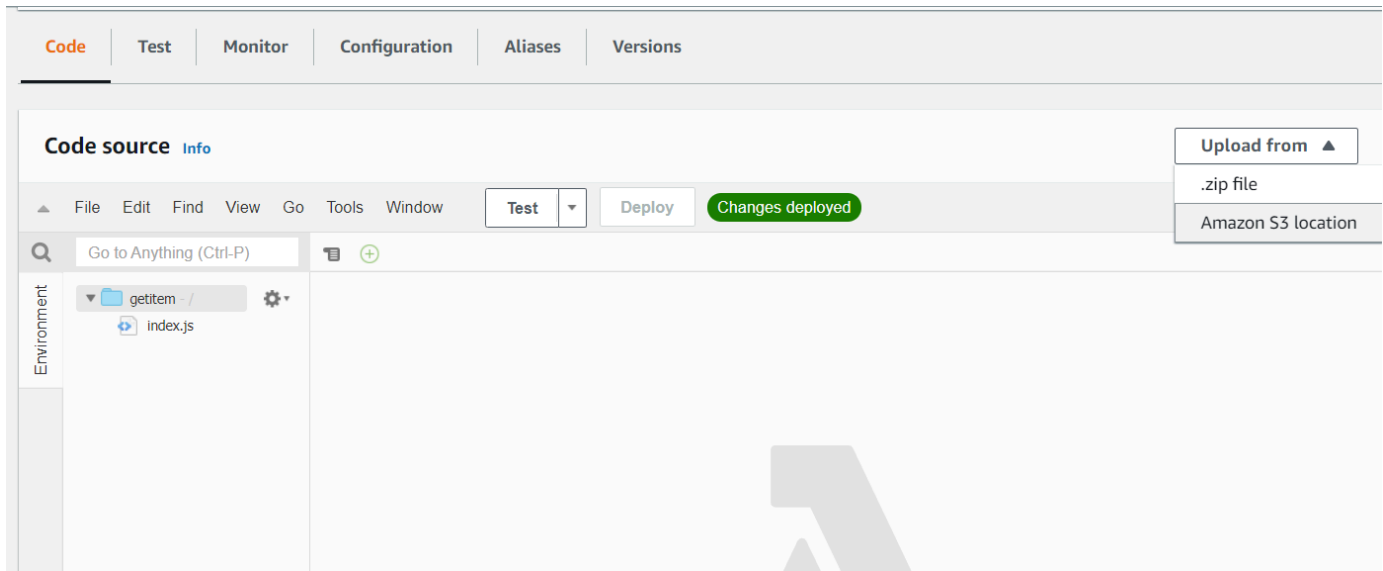 Code Test Monitor Configuration Aliases Versions
Code source Info
Upload from
.zip file
Amazon S3 location
File Edit Find View Go Tools Window Test Deploy Changes deployed
Go to Anything (Ctrl-P)
Environment
getitem - /
index.js